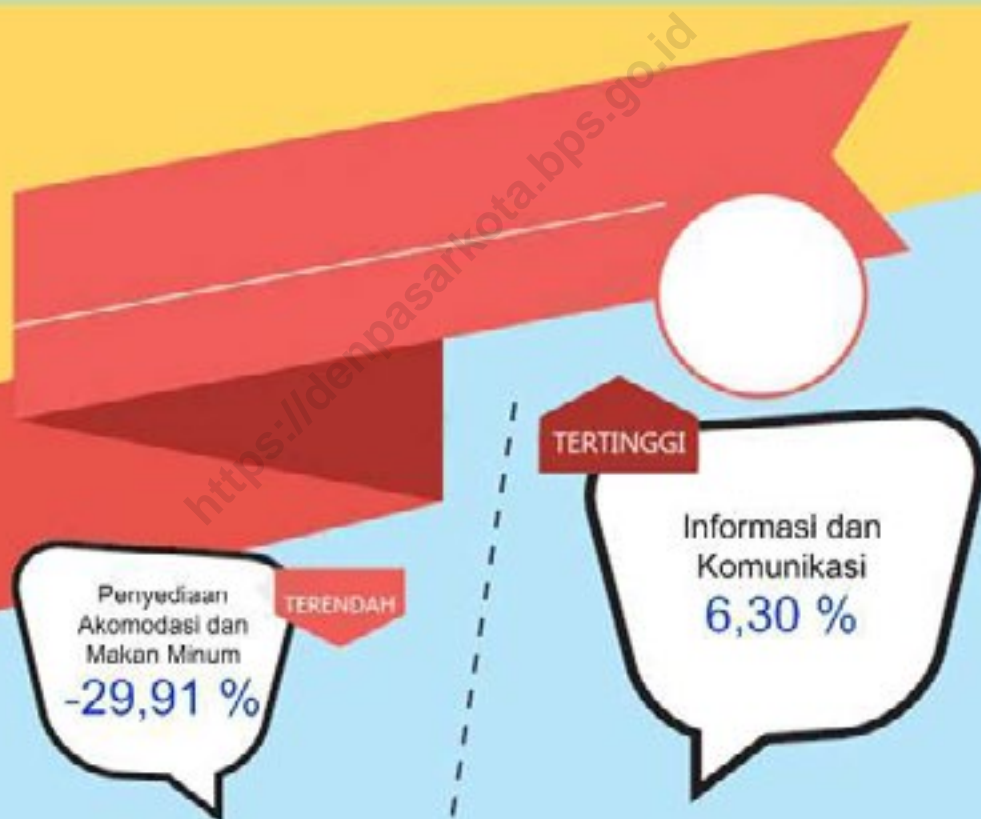 https://denpasarkota.bps.go.id
TERTINGGI
Informasi dan
Komunikasi
6,30 %
Penyediaan
Akomodasi dan
Makan Minum
-29,91 %
TERENDAH